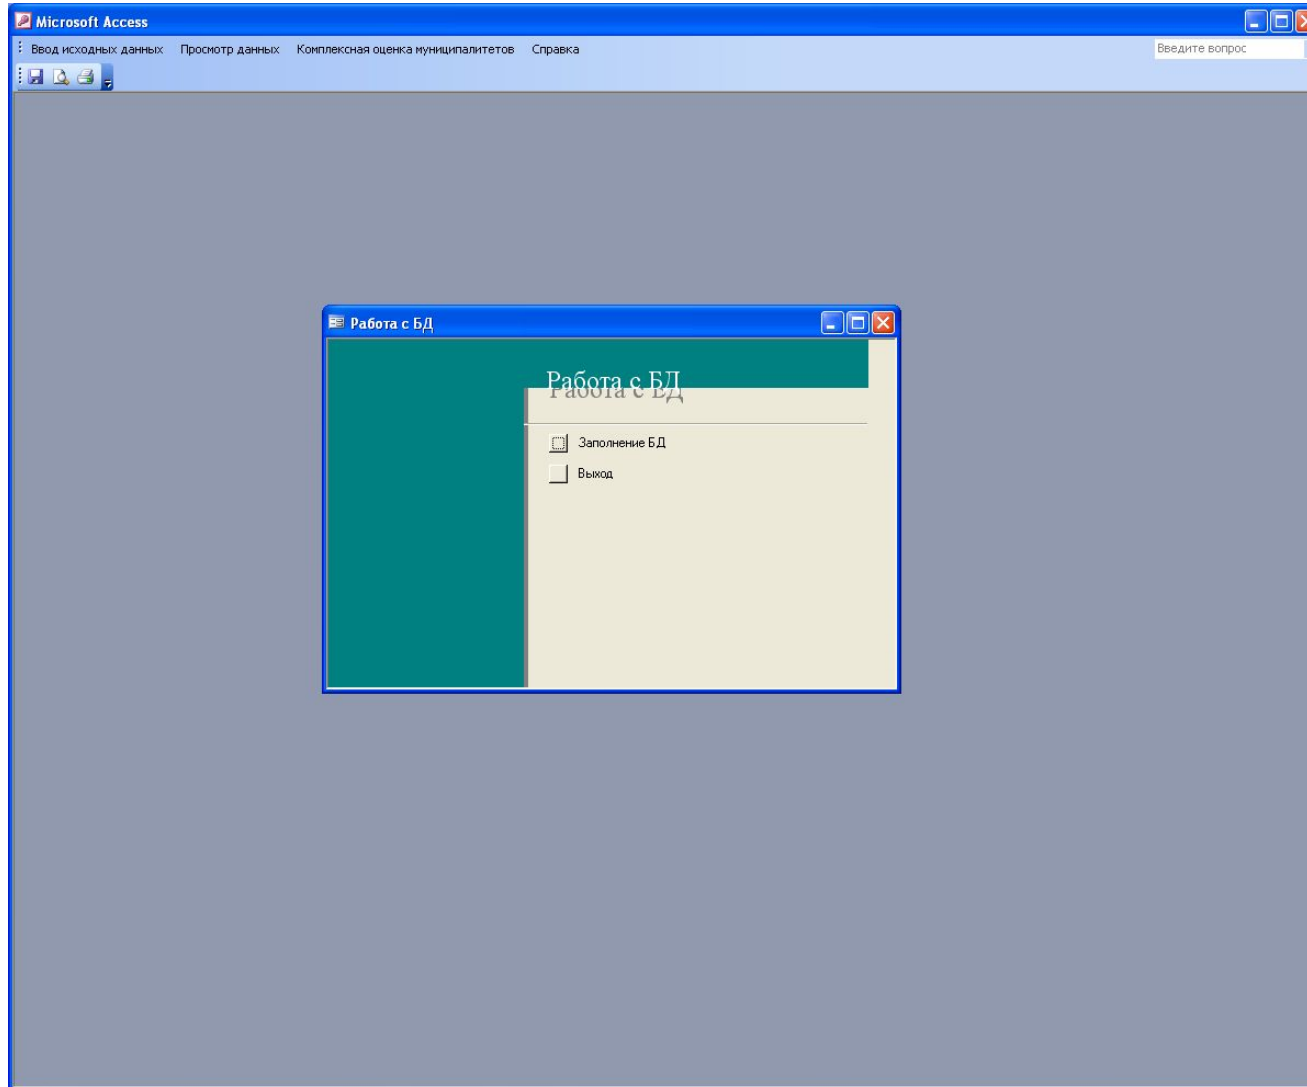 Microsoft Access
Ввод исходных данных Просмотр данных Комплексная оценка муниципалитетов Справка Введите вопрос
Работа с БД
Работа с БД
Заполнение БД
Выход